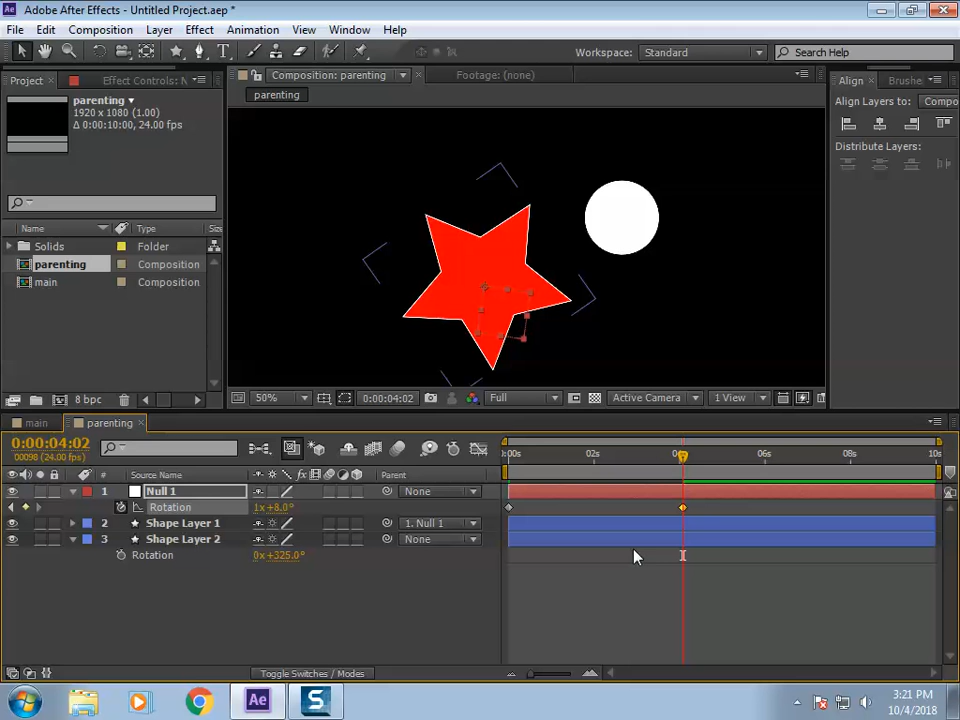 Adobe After Effects - Untitled Project.aep *
File Edit Composition Layer Effect Animation View Window Help
Workspace: Standard Search Help
Project Effect Controls: N Composition: parenting Footage: (none) Align Brushe
parenting
parenting
1920 x 1080 (1.00)
Δ 0:00:10:00, 24.00 fps
Align Layers to: Compo
Distribute Layers:
Name Type Size
Solids Folder
parenting Composition
main Composition
8 bpc 50% 0:00:04:02 Full Active Camera 1 View
main parenting
0:00:04:02
00098 (24.00 fps)
:00s 02s 06s 08s 10s
# Source Name Parent
1 Null 1 None
Rotation 1x+8.0°
2 Shape Layer 1 1. Null 1
3 Shape Layer 2 None
Rotation 0x+325.0°
Toggle Switches / Modes
Ae S 3:21 PM
10/4/2018